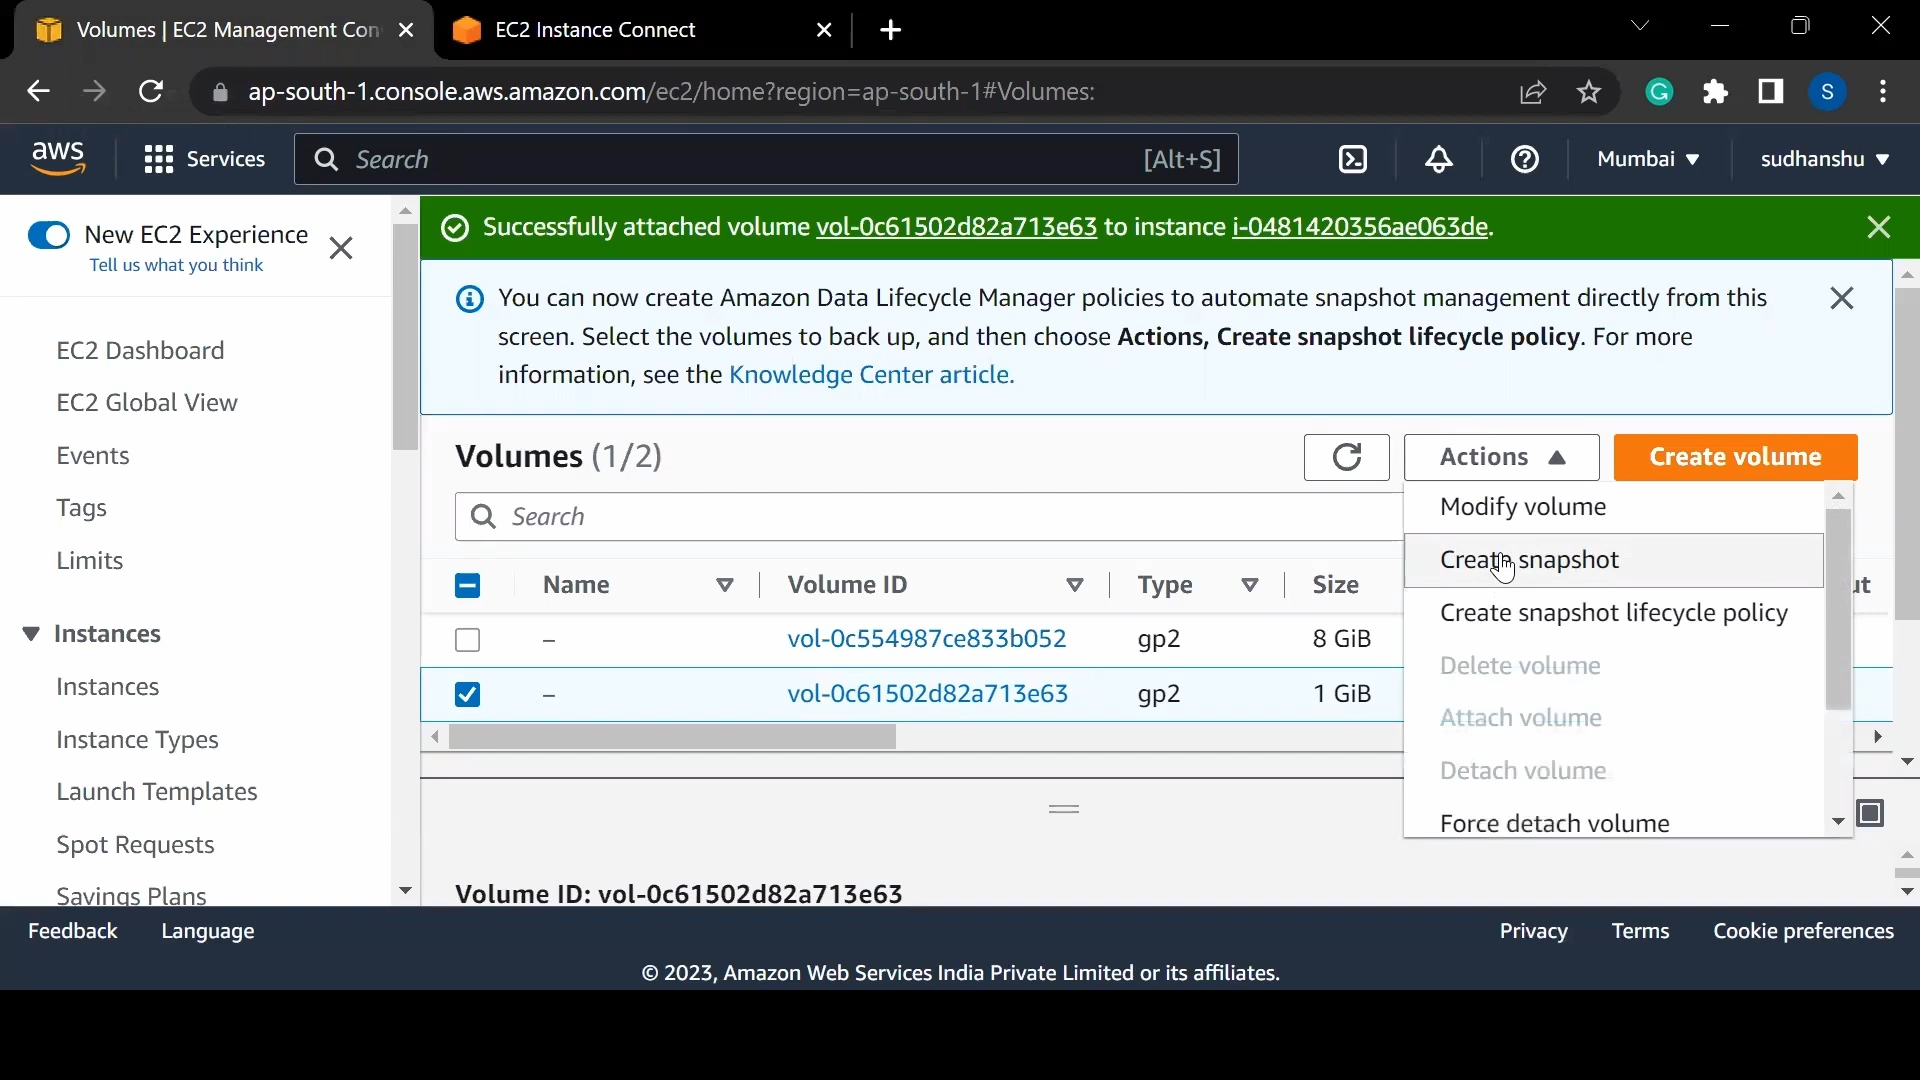 Volumes | EC2 Management Con
EC2 Instance Connect
ap-south-1.console.aws.amazon.com/ec2/home?region=ap-south-1#Volumes:
S
aws
Services
Search
[Alt+S]
Mumbai
sudhanshu
New EC2 Experience
Tell us what you think
EC2 Dashboard
EC2 Global View
Events
Tags
Limits
Instances
Instances
Instance Types
Launch Templates
Spot Requests
Savings Plans
Successfully attached volume vol-0c61502d82a713e63 to instance i-0481420356ae063de.
You can now create Amazon Data Lifecycle Manager policies to automate snapshot management directly from this
screen. Select the volumes to back up, and then choose Actions, Create snapshot lifecycle policy. For more
information, see the Knowledge Center article.
Volumes (1/2)
Actions
Create volume
Search
Name Volume ID Type Size
– vol-0c554987ce833b052 gp2 8 GiB
– vol-0c61502d82a713e63 gp2 1 GiB
Modify volume
Create snapshot
Create snapshot lifecycle policy
Delete volume
Attach volume
Detach volume
Force detach volume
Volume ID: vol-0c61502d82a713e63
Feedback
Language
Privacy
Terms
Cookie preferences
© 2023, Amazon Web Services India Private Limited or its affiliates.